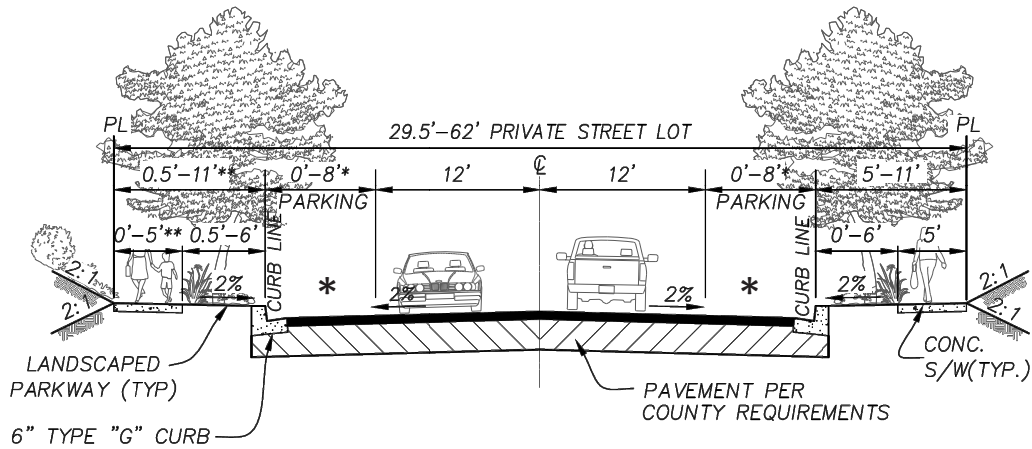 PL
PL
29.5'-62' PRIVATE STREET LOT
℄
0.5'-11'**
0'-8'*
12'
12'
0'-8'*
5'-11'
PARKING
PARKING
0'-5'**
0.5'-6'
0'-6'
5'
CURB LINE
CURB LINE
2:1
2:1
2%
*
2%
2%
*
2%
2:1
2:1
LANDSCAPED
PARKWAY (TYP)
CONC.
S/W(TYP.)
PAVEMENT PER
COUNTY REQUIREMENTS
6" TYPE "G" CURB